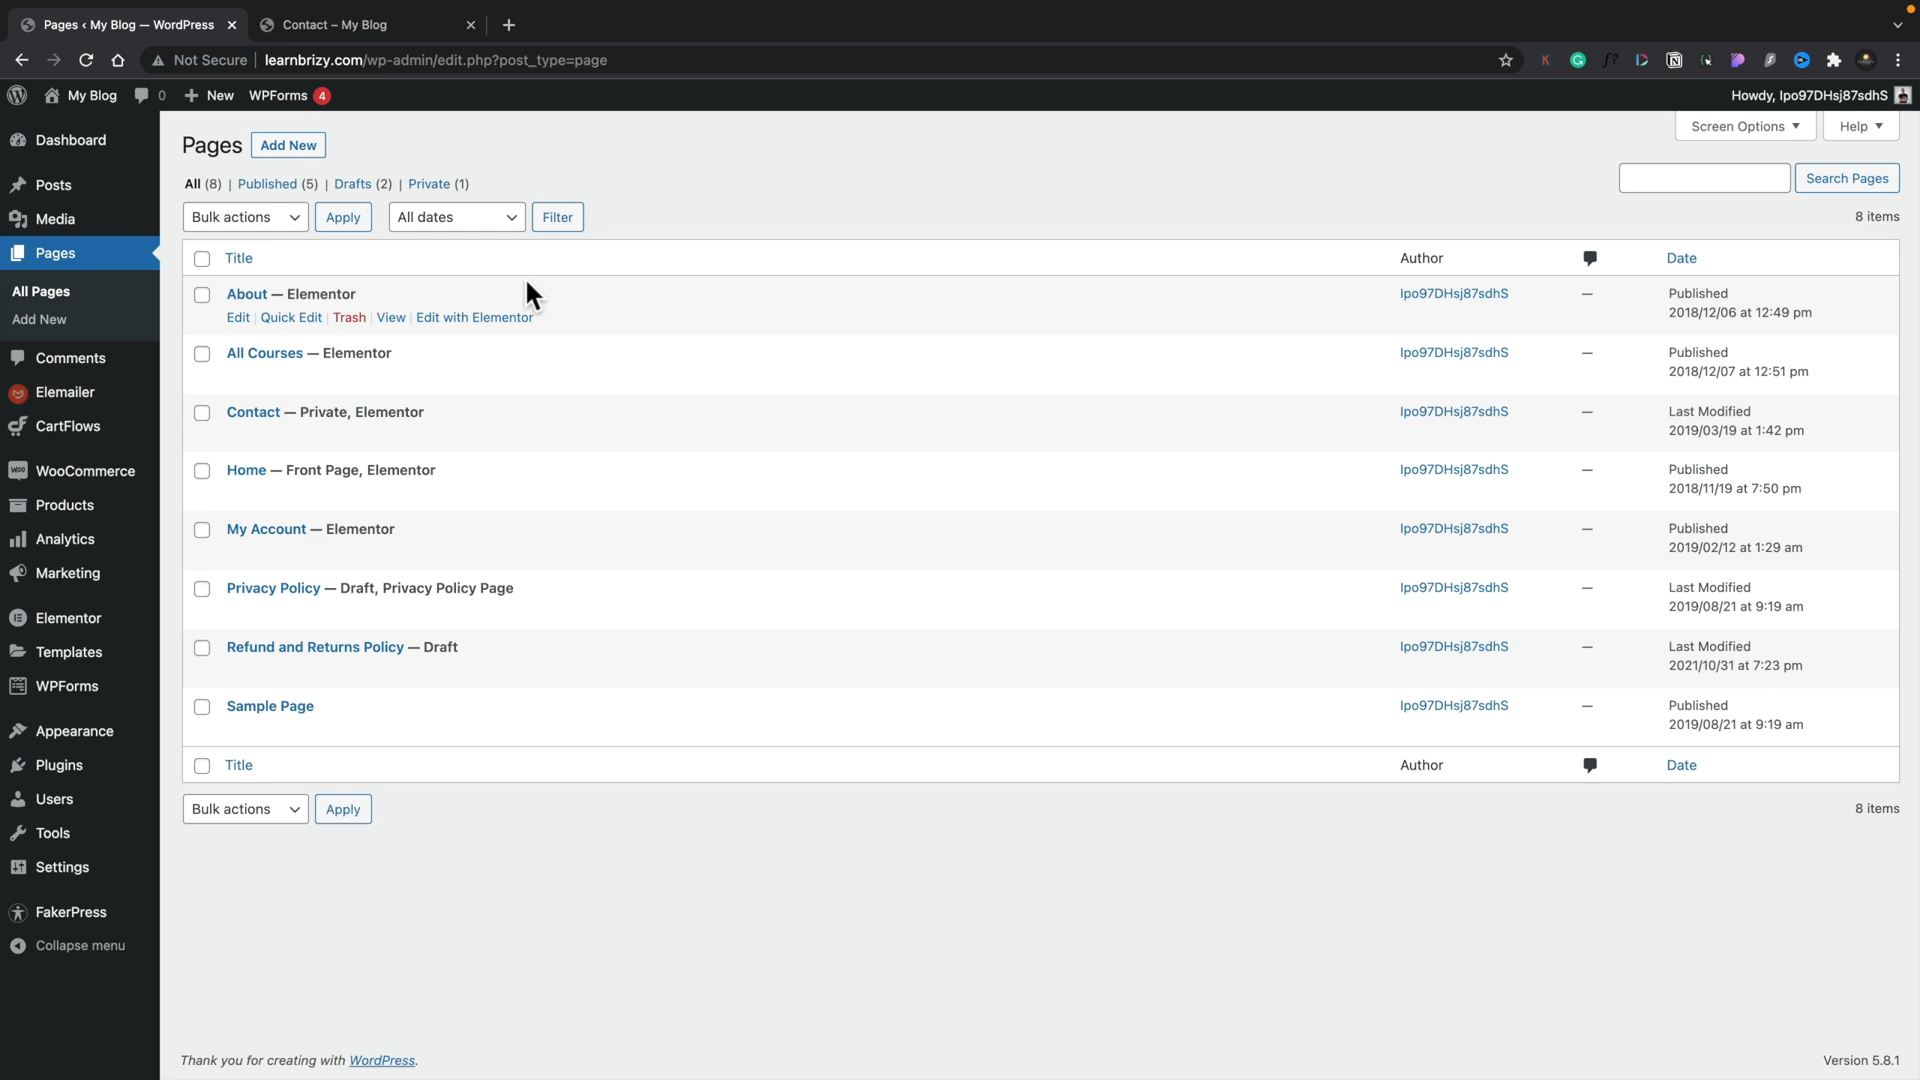 Pages ‹ My Blog — WordPress
Contact – My Blog
Not Secure
learnbrizy.com/wp-admin/edit.php?post_type=page
My Blog
0
New
WPForms 4
Howdy, lpo97DHsj87sdhS
Dashboard
Posts
Media
Pages
All Pages
Add New
Comments
Elemailer
CartFlows
WooCommerce
Products
Analytics
Marketing
Elementor
Templates
WPForms
Appearance
Plugins
Users
Tools
Settings
FakerPress
Collapse menu
Pages Add New
Screen Options
Help
All (8) | Published (5) | Drafts (2) | Private (1)
Search Pages
Bulk actions Apply All dates Filter
8 items
Title Author Date
About — Elementor lpo97DHsj87sdhS — Published
Edit | Quick Edit | Trash | View | Edit with Elementor 2018/12/06 at 12:49 pm
All Courses — Elementor lpo97DHsj87sdhS — Published
2018/12/07 at 12:51 pm
Contact — Private, Elementor lpo97DHsj87sdhS — Last Modified
2019/03/19 at 1:42 pm
Home — Front Page, Elementor lpo97DHsj87sdhS — Published
2018/11/19 at 7:50 pm
My Account — Elementor lpo97DHsj87sdhS — Published
2019/02/12 at 1:29 am
Privacy Policy — Draft, Privacy Policy Page lpo97DHsj87sdhS — Last Modified
2019/08/21 at 9:19 am
Refund and Returns Policy — Draft lpo97DHsj87sdhS — Last Modified
2021/10/31 at 7:23 pm
Sample Page lpo97DHsj87sdhS — Published
2019/08/21 at 9:19 am
Title Author Date
Bulk actions Apply
8 items
Thank you for creating with WordPress.
Version 5.8.1